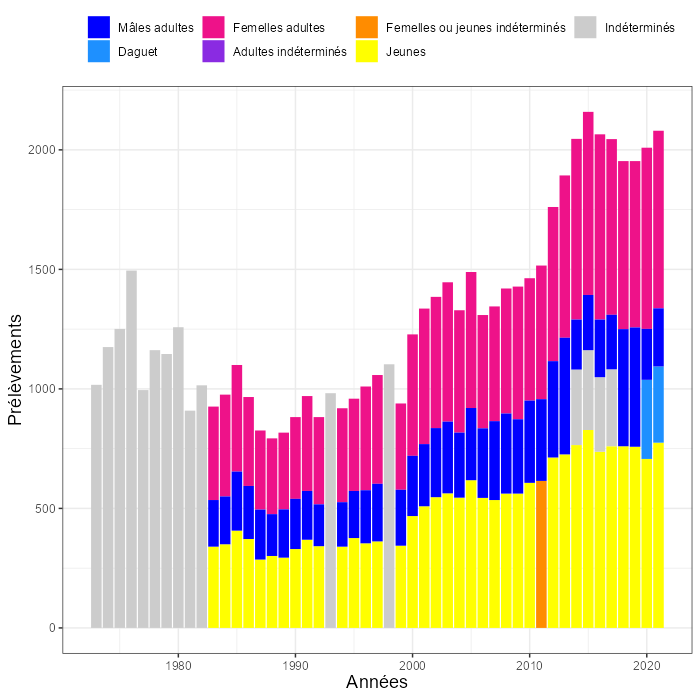 Mâles adultes Femelles adultes Femelles ou jeunes indéterminés Indéterminés
Daguet Adultes indéterminés Jeunes
Prélèvements
2000
1500
1000
500
0
1980 1990 2000 2010 2020
Années